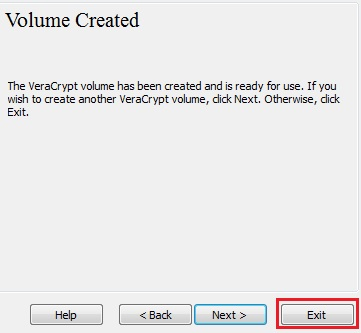 Volume Created
The VeraCrypt volume has been created and is ready for use. If you
wish to create another VeraCrypt volume, click Next. Otherwise, click
Exit.
Help
< Back
Next >
Exit